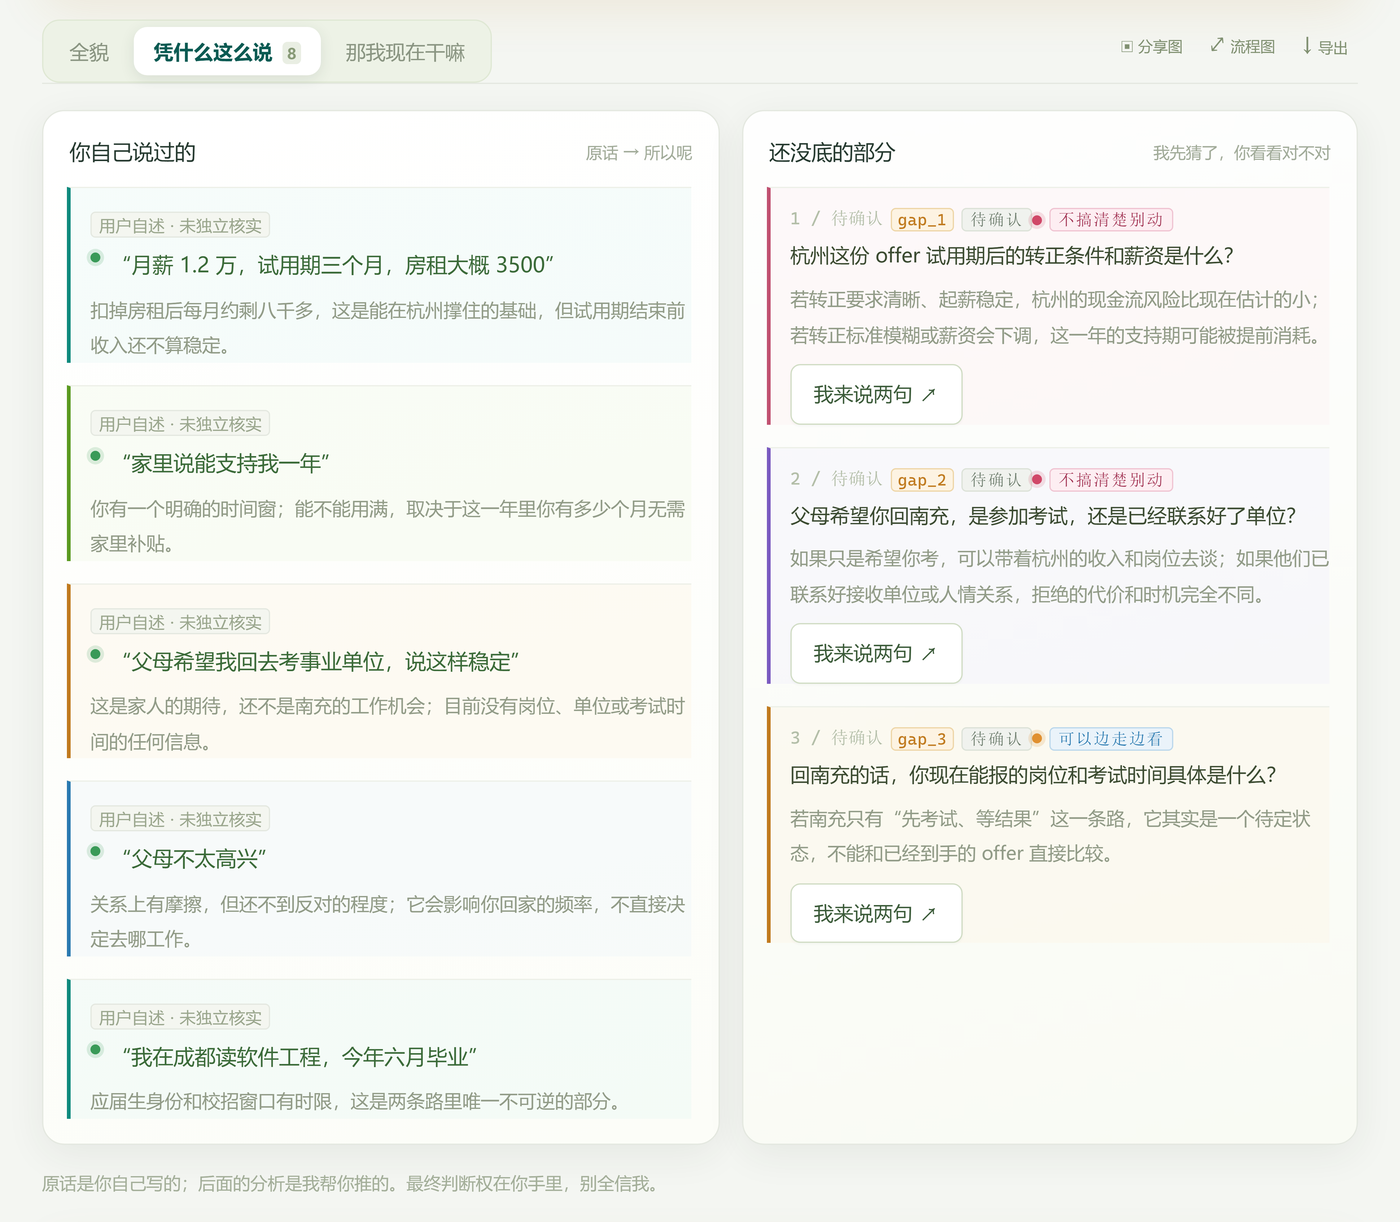 全貌
凭什么这么说 8
那我现在干嘛
分享图
流程图
导出
你自己说过的
原话 → 所以呢
用户自述 · 未独立核实
“月薪 1.2 万，试用期三个月，房租大概 3500”
扣掉房租后每月约剩八千多，这是能在杭州撑住的基础，但试用期结束前
收入还不算稳定。
用户自述 · 未独立核实
“家里说能支持我一年”
你有一个明确的时间窗；能不能用满，取决于这一年里你有多少个月无需
家里补贴。
用户自述 · 未独立核实
“父母希望我回去考事业单位，说这样稳定”
这是家人的期待，还不是南充的工作机会；目前没有岗位、单位或考试时
间的任何信息。
用户自述 · 未独立核实
“父母不太高兴”
关系上有摩擦，但还不到反对的程度；它会影响你回家的频率，不直接决
定去哪工作。
用户自述 · 未独立核实
“我在成都读软件工程，今年六月毕业”
应届生身份和校招窗口有时限，这是两条路里唯一不可逆的部分。
还没底的部分
我先猜了，你看看对不对
1 / 待确认 gap_1 待确认 不搞清楚别动
杭州这份 offer 试用期后的转正条件和薪资是什么？
若转正要求清晰、起薪稳定，杭州的现金流风险比现在估计的小；
若转正标准模糊或薪资会下调，这一年的支持期可能被提前消耗。
我来说两句 ↗
2 / 待确认 gap_2 待确认 不搞清楚别动
父母希望你回南充，是参加考试，还是已经联系好了单位？
如果只是希望你考，可以带着杭州的收入和岗位去谈；如果他们已
联系好接收单位或人情关系，拒绝的代价和时机完全不同。
我来说两句 ↗
3 / 待确认 gap_3 待确认 可以边走边看
回南充的话，你现在能报的岗位和考试时间具体是什么？
若南充只有“先考试、等结果”这一条路，它其实是一个待定状
态，不能和已经到手的 offer 直接比较。
我来说两句 ↗
原话是你自己写的；后面的分析是我帮你推的。最终判断权在你手里，别全信我。